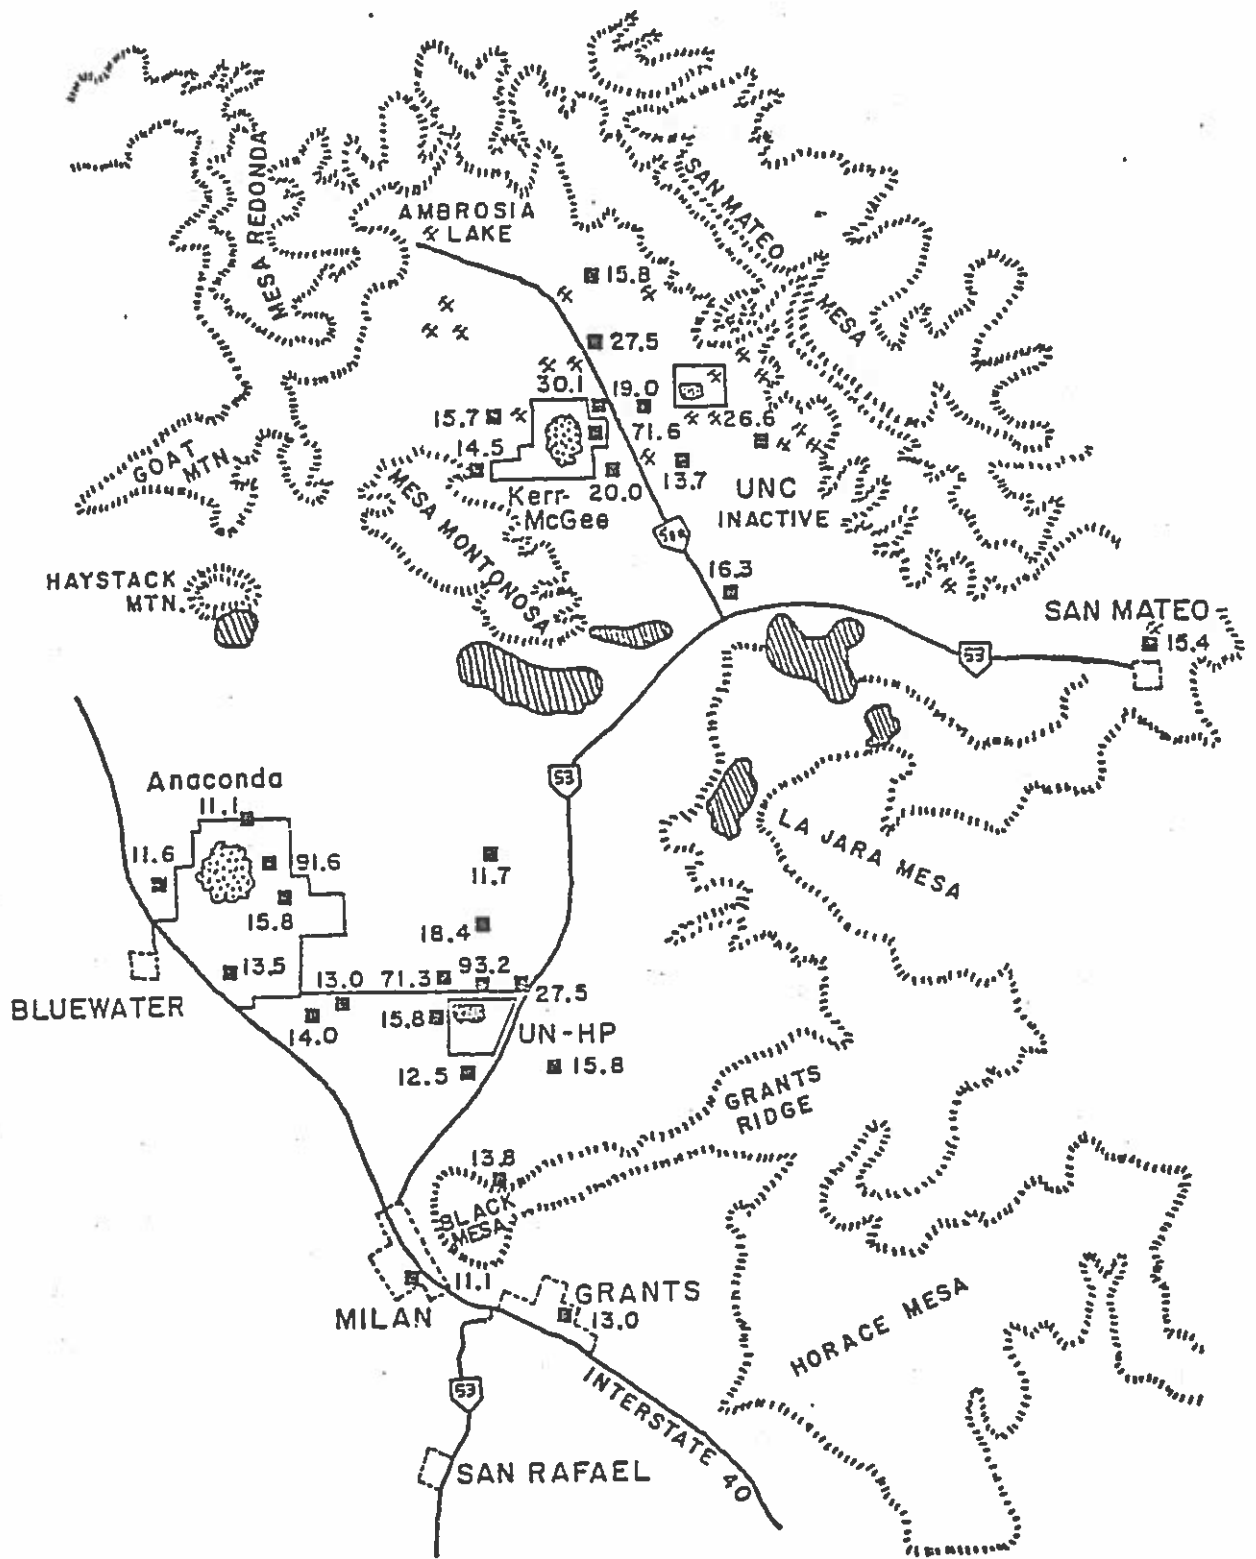 MESA REDONDA
SAN MATEO
MESA
AMBROSIA
LAKE
15.8
27.5
30.1
19.0
15.7
71.6
26.6
14.5
GOAT
MTN
20.0
13.7
MESA MONTONOSA
Kerr-
McGee
UNC
INACTIVE
509
16.3
HAYSTACK
MTN.
SAN MATEO
15.4
53
53
Anaconda
11.1
LA JARA MESA
11.6
91.6
11.7
15.8
18.4
13.5
13.0
71.3
93.2
27.5
BLUEWATER
14.0
15.8
UN-HP
12.5
15.8
GRANTS
RIDGE
13.8
BLACK
MESA
11.1
GRANTS
MILAN
13.0
HORACE MESA
53
INTERSTATE 40
SAN RAFAEL